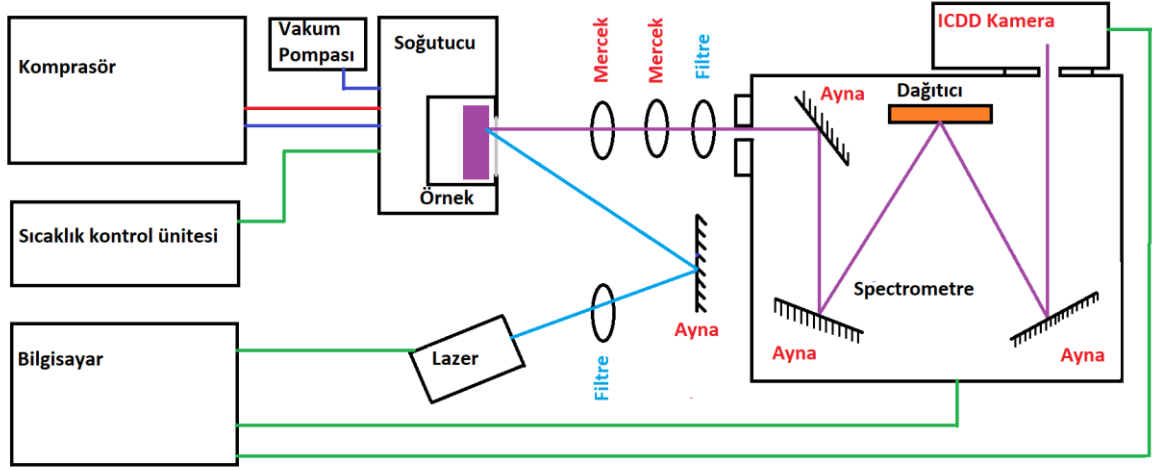 Komprasör
Vakum
Pompası
Soğutucu
Örnek
Sıcaklık kontrol ünitesi
Bilgisayar
Lazer
Filtre
Ayna
Mercek
Mercek
Filtre
ICDD Kamera
Ayna
Dağıtıcı
Spectrometre
Ayna
Ayna